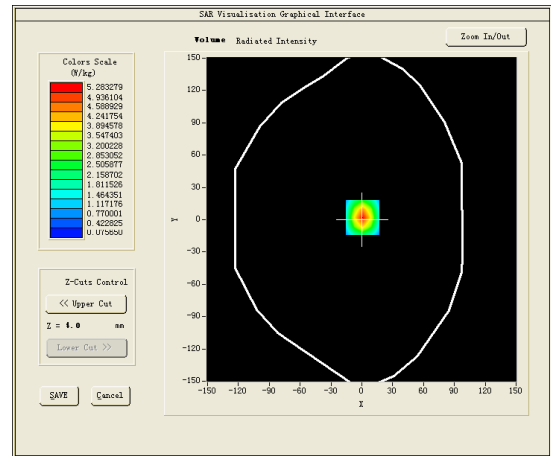 SAR Visualisation Graphical Interface
Volume Radiated Intensity
Zoom In/Out
Colors Scale
(W/kg)
5.283279
4.936104
4.588929
4.241754
3.894578
3.547403
3.200228
2.853052
2.505877
2.158702
1.811526
1.464351
1.117176
0.770001
0.422825
0.075650
Z-Cuts Control
<< Upper Cut
Z = 4.0 mm
Lower Cut >>
SAVE Cancel
150
120
90
60
30
0
-30
-60
-90
-120
-150
Y
-150 -120 -90 -60 -30 0 30 60 90 120 150
X